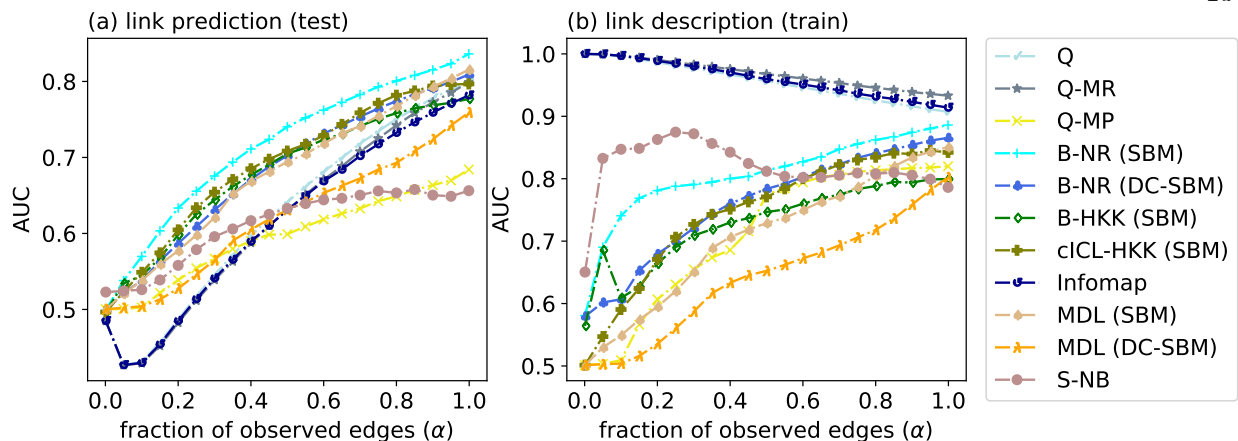 (a) link prediction (test)
(b) link description (train)
AUC
0.8
0.7
0.6
0.5
0.0
0.2
0.4
0.6
0.8
1.0
fraction of observed edges (α)
AUC
1.0
0.9
0.8
0.7
0.6
0.5
0.0
0.2
0.4
0.6
0.8
1.0
fraction of observed edges (α)
Q
Q-MR
Q-MP
B-NR (SBM)
B-NR (DC-SBM)
B-HKK (SBM)
cICL-HKK (SBM)
Infomap
MDL (SBM)
MDL (DC-SBM)
S-NB